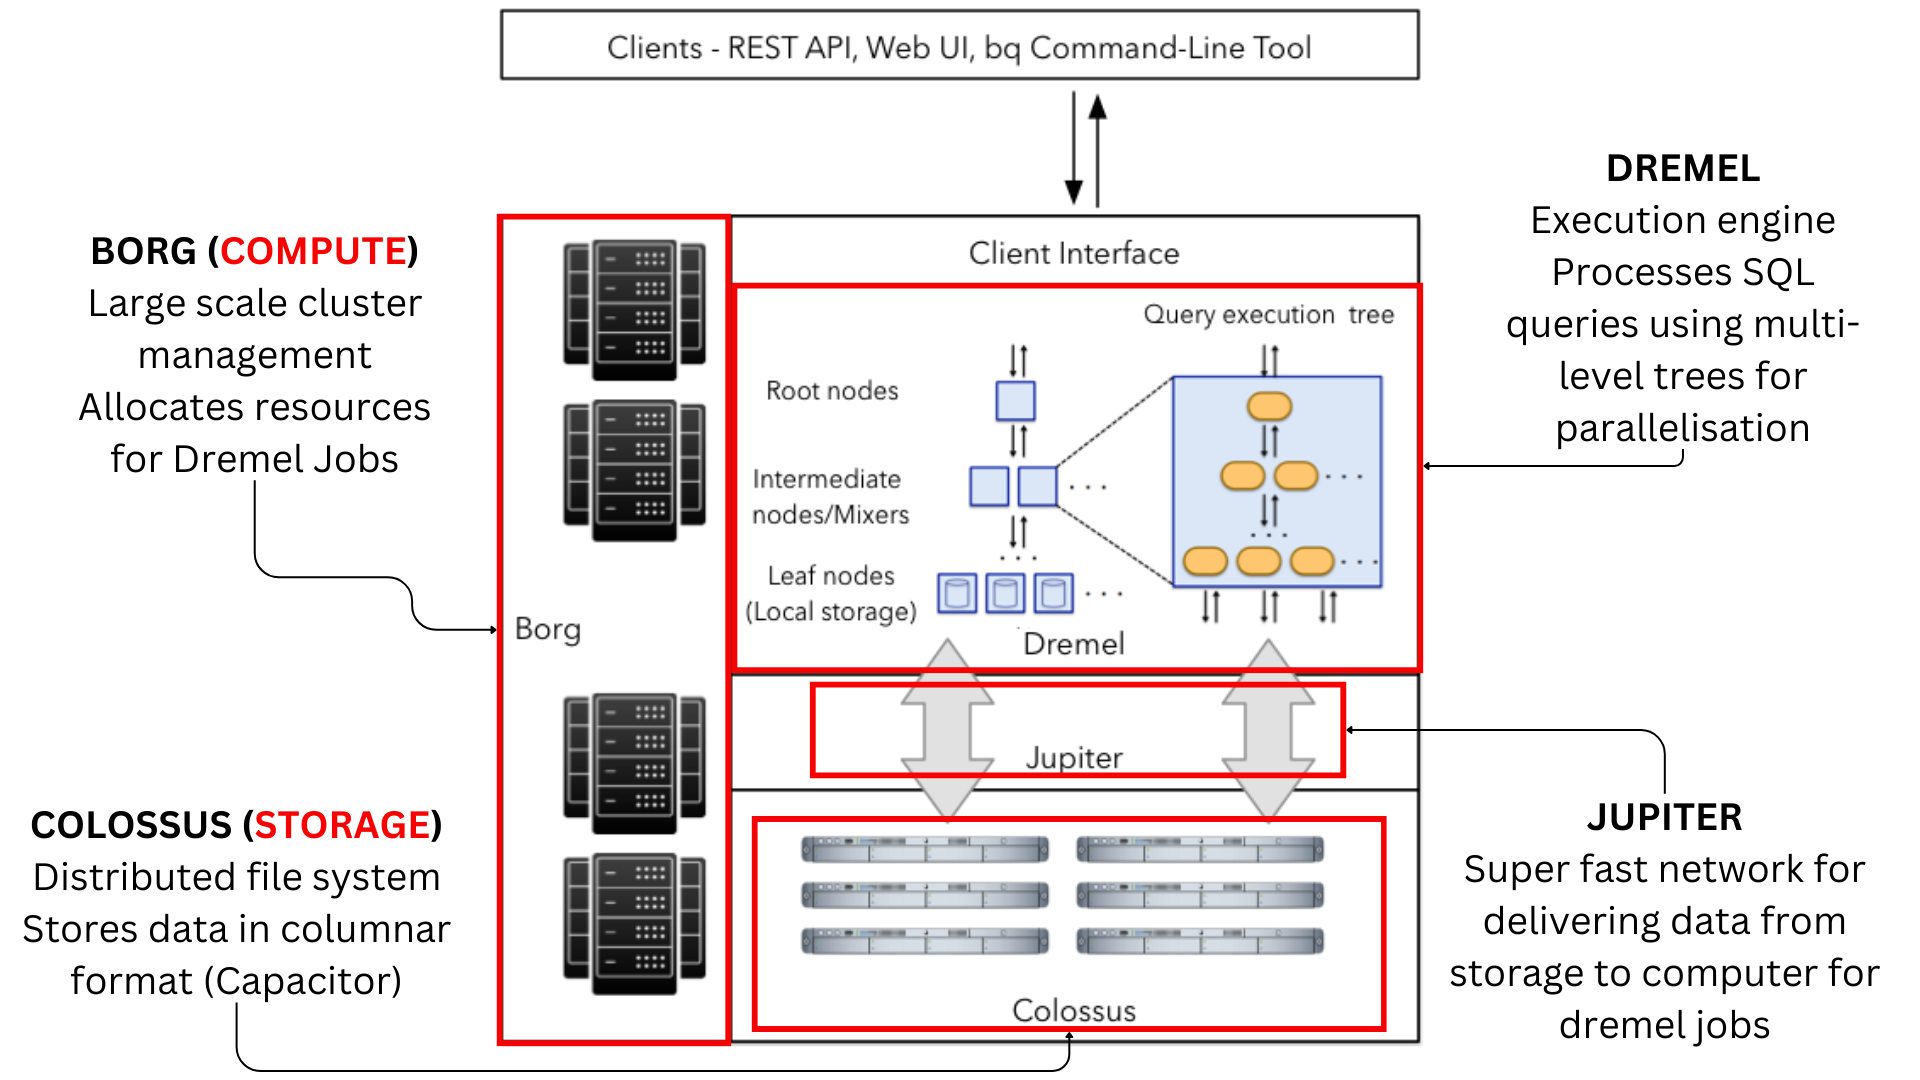 Clients - REST API, Web UI, bq Command-Line Tool
BORG (COMPUTE)
Large scale cluster
management
Allocates resources
for Dremel Jobs
Borg
Client Interface
Query execution tree
Root nodes
Intermediate
nodes/Mixers
Leaf nodes
(Local storage)
Dremel
DREMEL
Execution engine
Processes SQL
queries using multi-
level trees for
parallelisation
Jupiter
COLOSSUS (STORAGE)
Distributed file system
Stores data in columnar
format (Capacitor)
Colossus
JUPITER
Super fast network for
delivering data from
storage to computer for
dremel jobs